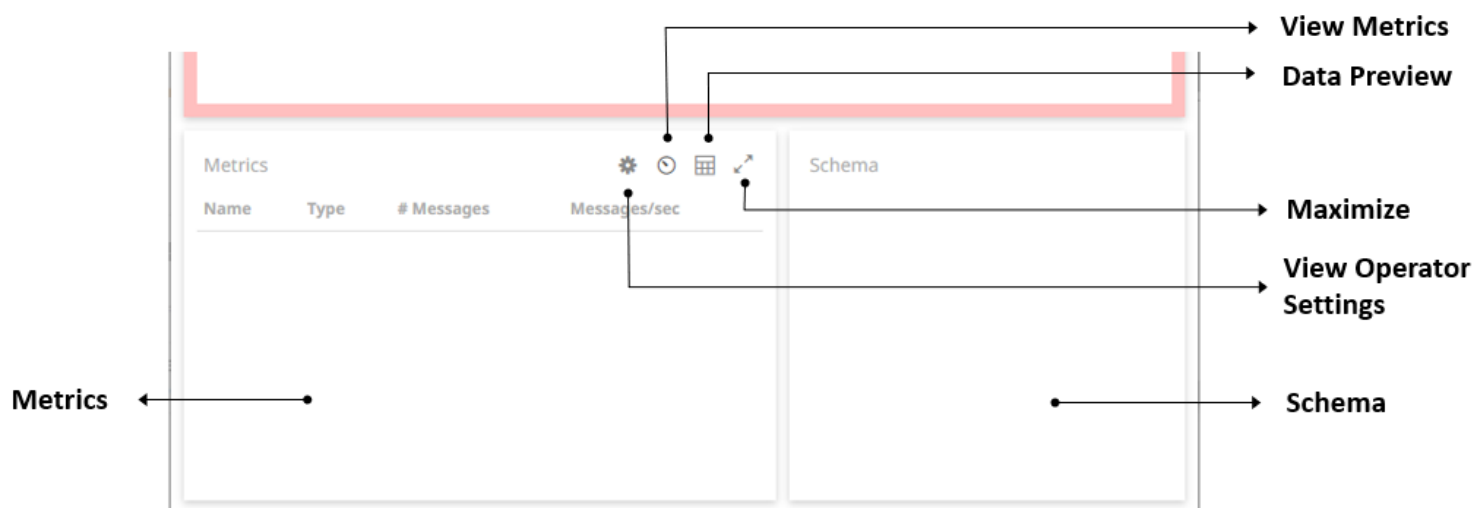 View Metrics
Data Preview
Metrics
Schema
Name Type # Messages Messages/sec
Maximize
View Operator
Settings
Metrics
Schema